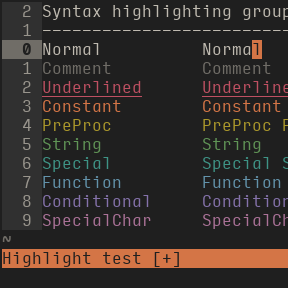 2 Syntax highlighting group
1 --------------------------
0 Normal Normal
1 Comment Comment
2 Underlined Underline
3 Constant Constant
4 PreProc PreProc P
5 String String
6 Special Special S
7 Function Function
8 Conditional Condition
9 SpecialChar SpecialCh
~
Highlight test [+]